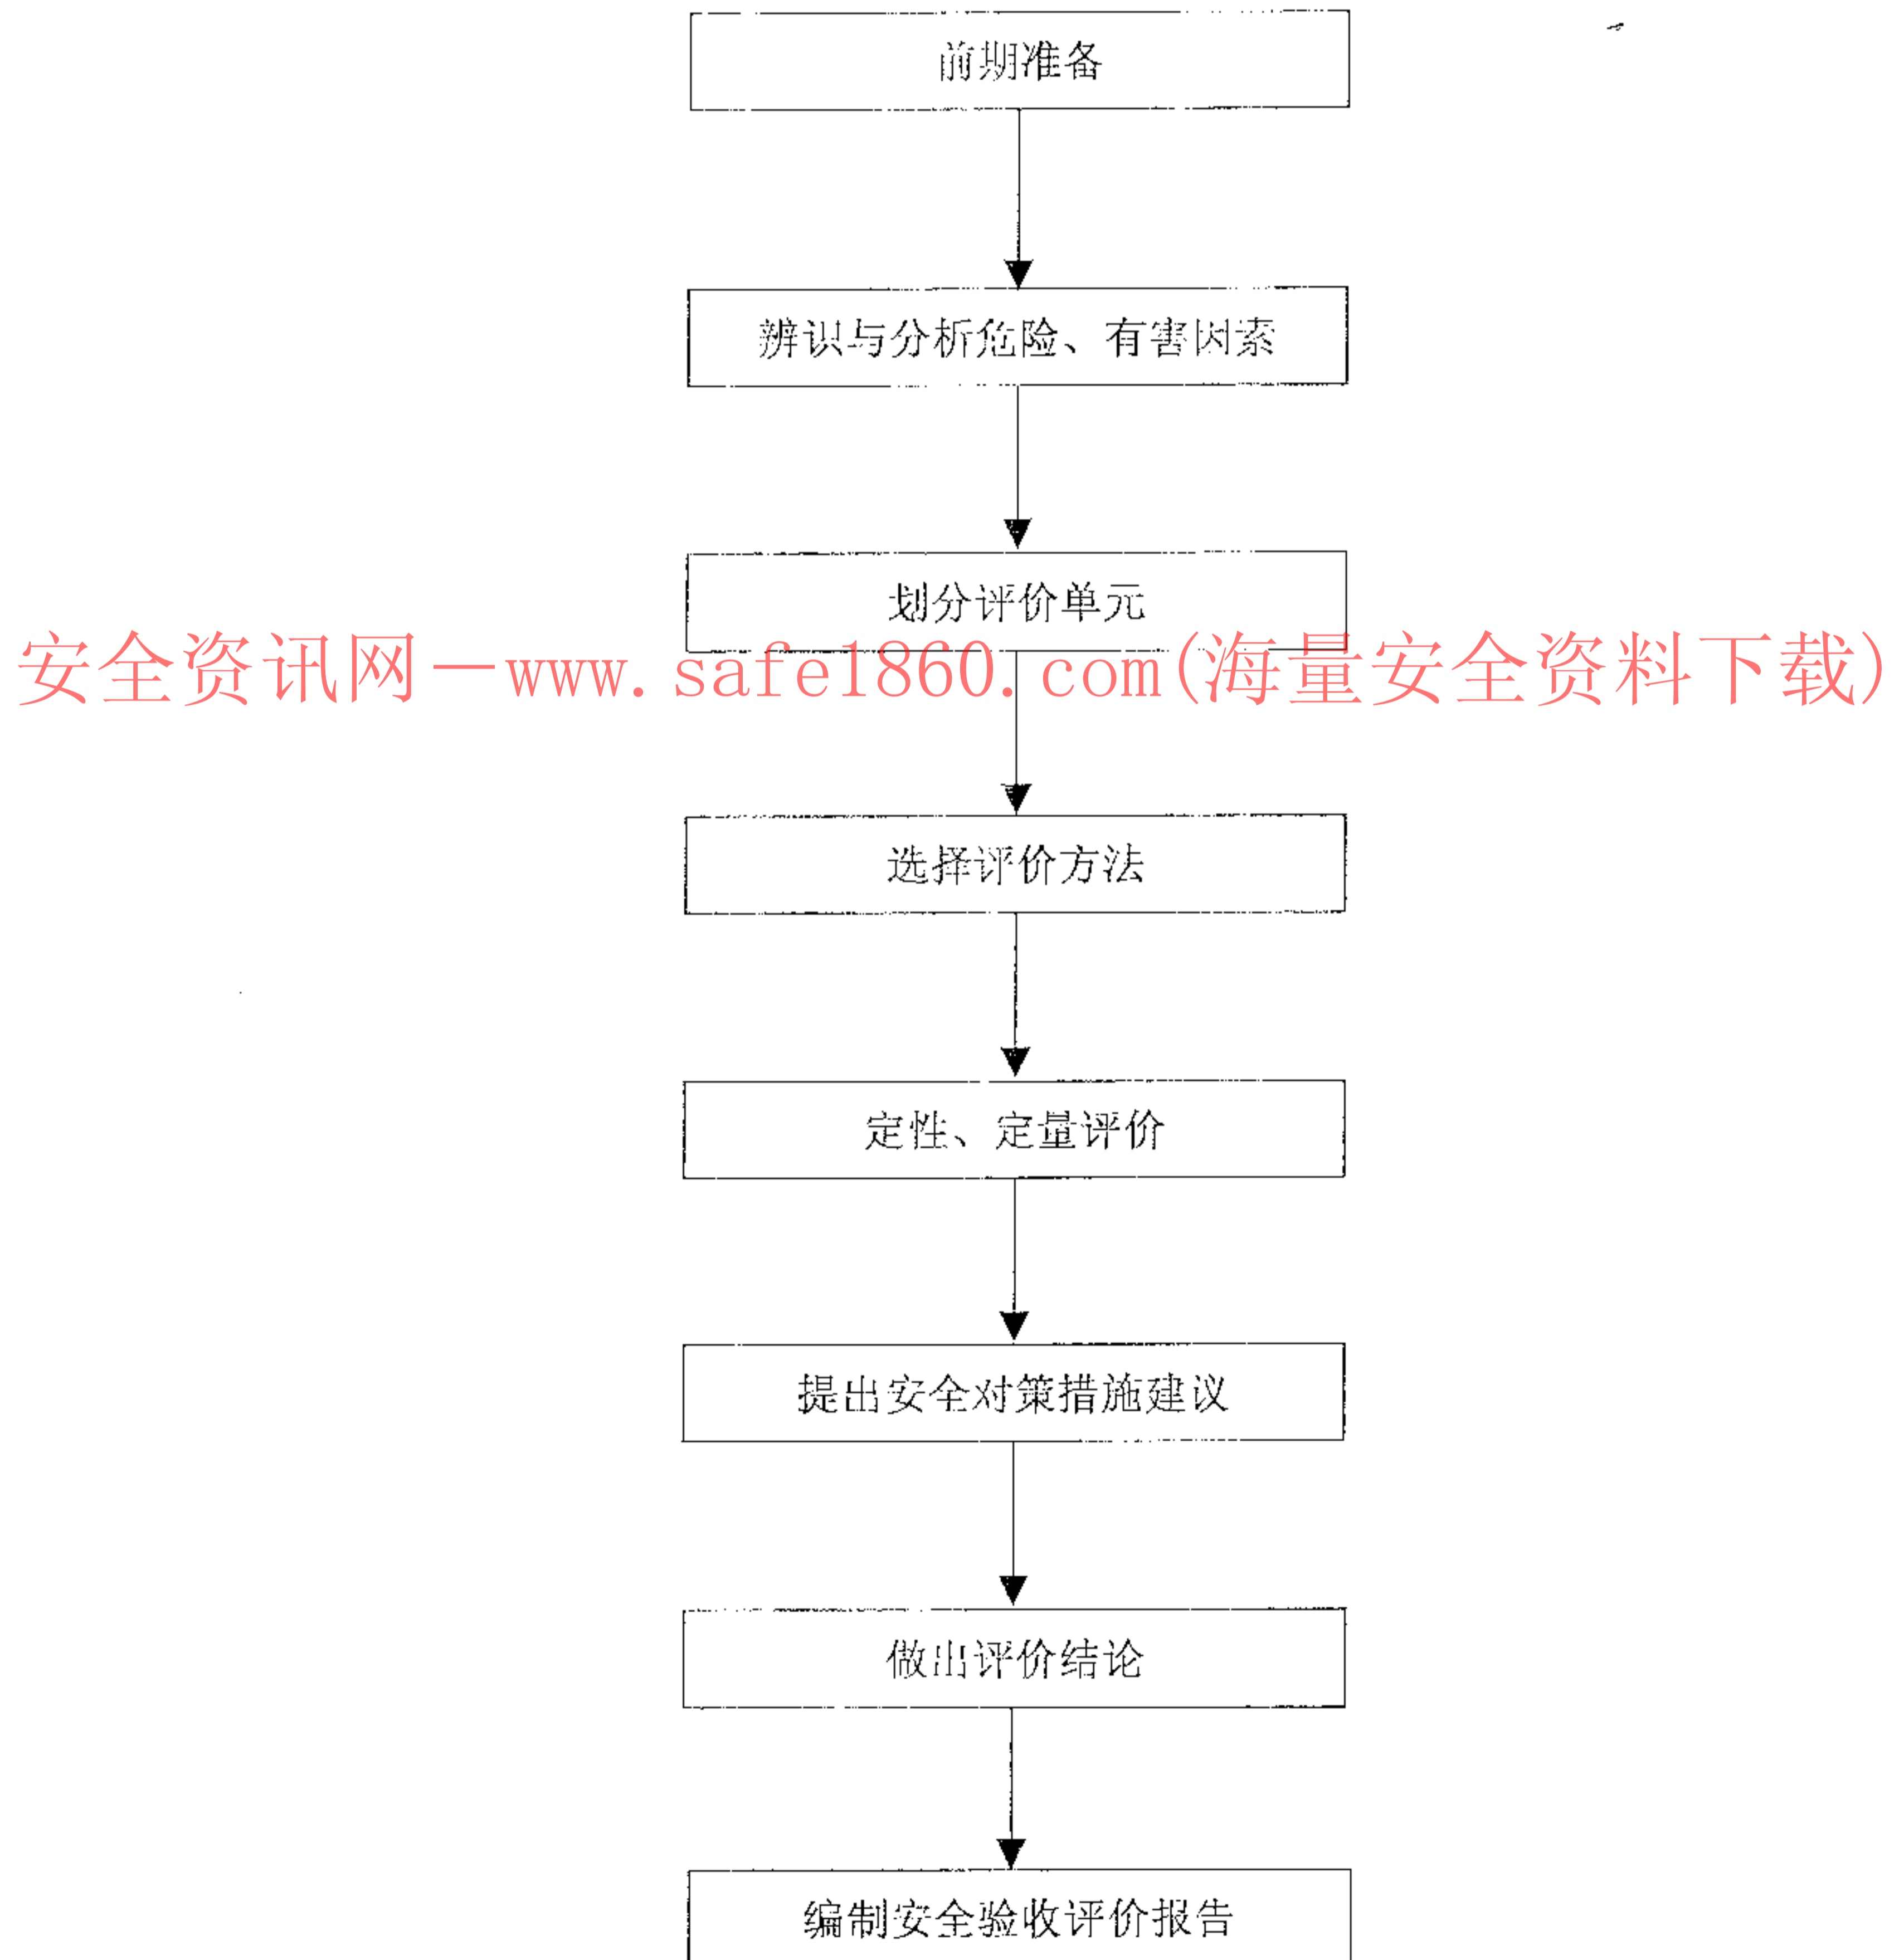 前期准备
辨识与分析危险、有害因素
划分评价单元
安全资讯网—www.safe1860.com(海量安全资料下载)
选择评价方法
定性、定量评价
提出安全对策措施建议
做出评价结论
编制安全验收评价报告